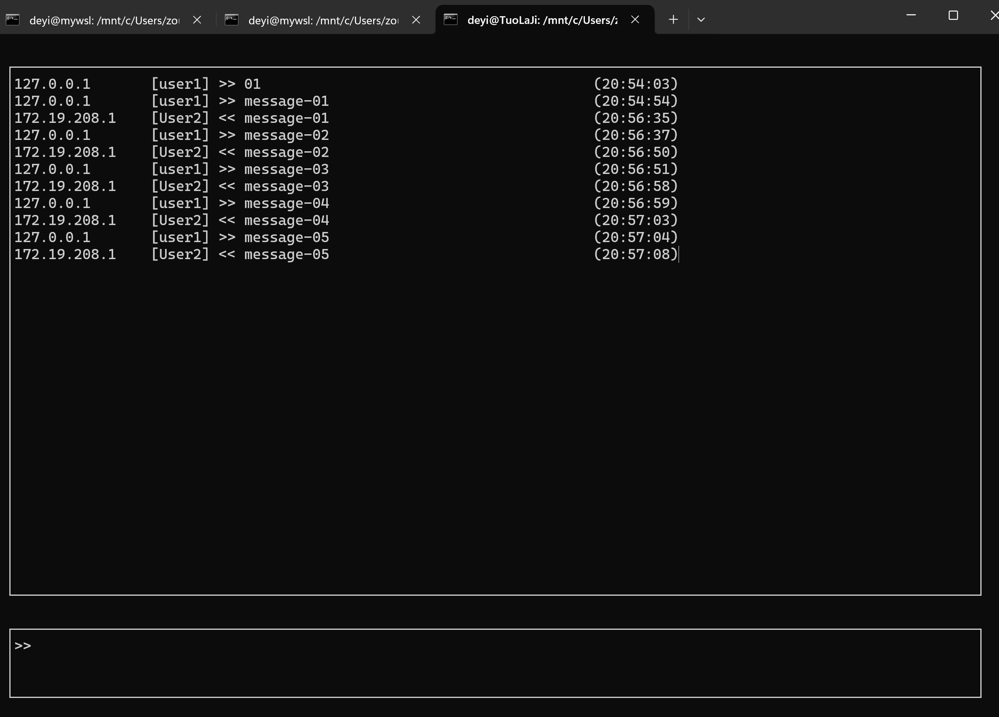 deyi@mywsl: /mnt/c/Users/zo deyi@mywsl: /mnt/c/Users/zo deyi@TuoLaJi: /mnt/c/Users/
127.0.0.1 [user1] >> 01 (20:54:03)
127.0.0.1 [user1] >> message-01 (20:54:54)
172.19.208.1 [User2] << message-01 (20:56:35)
127.0.0.1 [user1] >> message-02 (20:56:37)
172.19.208.1 [User2] << message-02 (20:56:50)
127.0.0.1 [user1] >> message-03 (20:56:51)
172.19.208.1 [User2] << message-03 (20:56:58)
127.0.0.1 [user1] >> message-04 (20:56:59)
172.19.208.1 [User2] << message-04 (20:57:03)
127.0.0.1 [user1] >> message-05 (20:57:04)
172.19.208.1 [User2] << message-05 (20:57:08)
>>